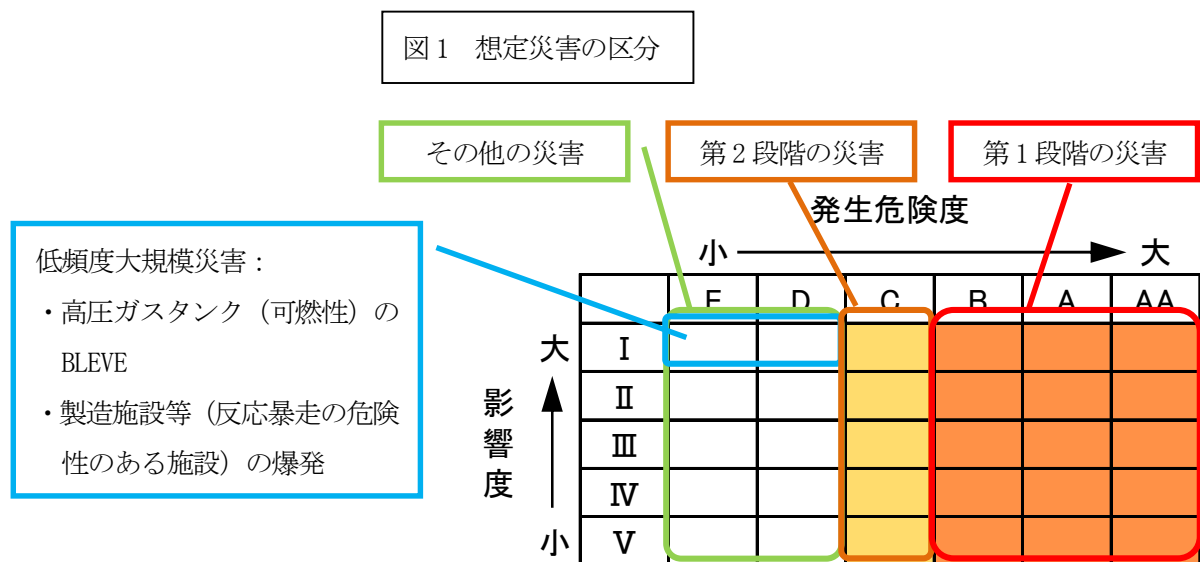 図1 想定災害の区分
その他の災害
第2段階の災害
第1段階の災害
発生危険度
小
大
低頻度大規模災害:
・高圧ガスタンク(可燃性)の
BLEVE
・製造施設等(反応暴走の危険
性のある施設)の爆発
E D C B A AA
大
影響度
小
Ⅰ
Ⅱ
Ⅲ
Ⅳ
Ⅴ